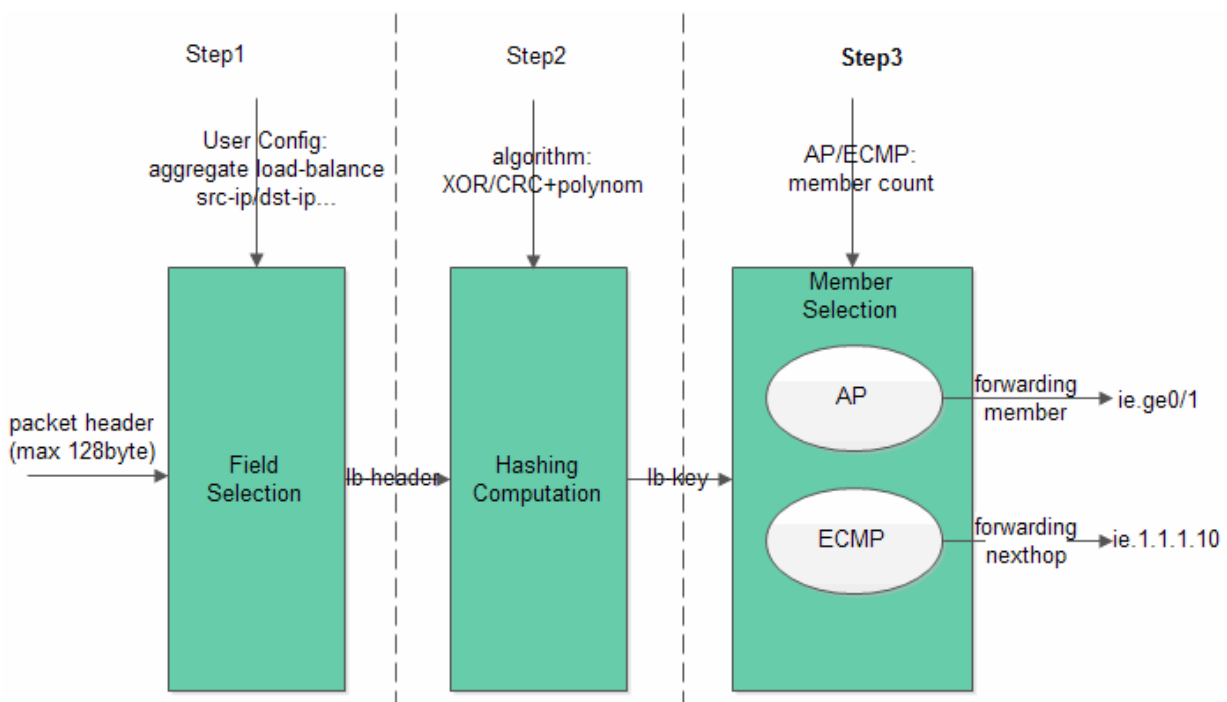 Step1
Step2
Step3
User Config:
aggregate load-balance
src-ip/dst-ip...
algorithm:
XOR/CRC+polynom
AP/ECMP:
member count
packet header
(max 128byte)
Field
Selection
lb-header
Hashing
Computation
lb-key
Member
Selection
AP
forwarding
member
ie.ge0/1
ECMP
forwarding
nexthop
ie.1.1.1.10